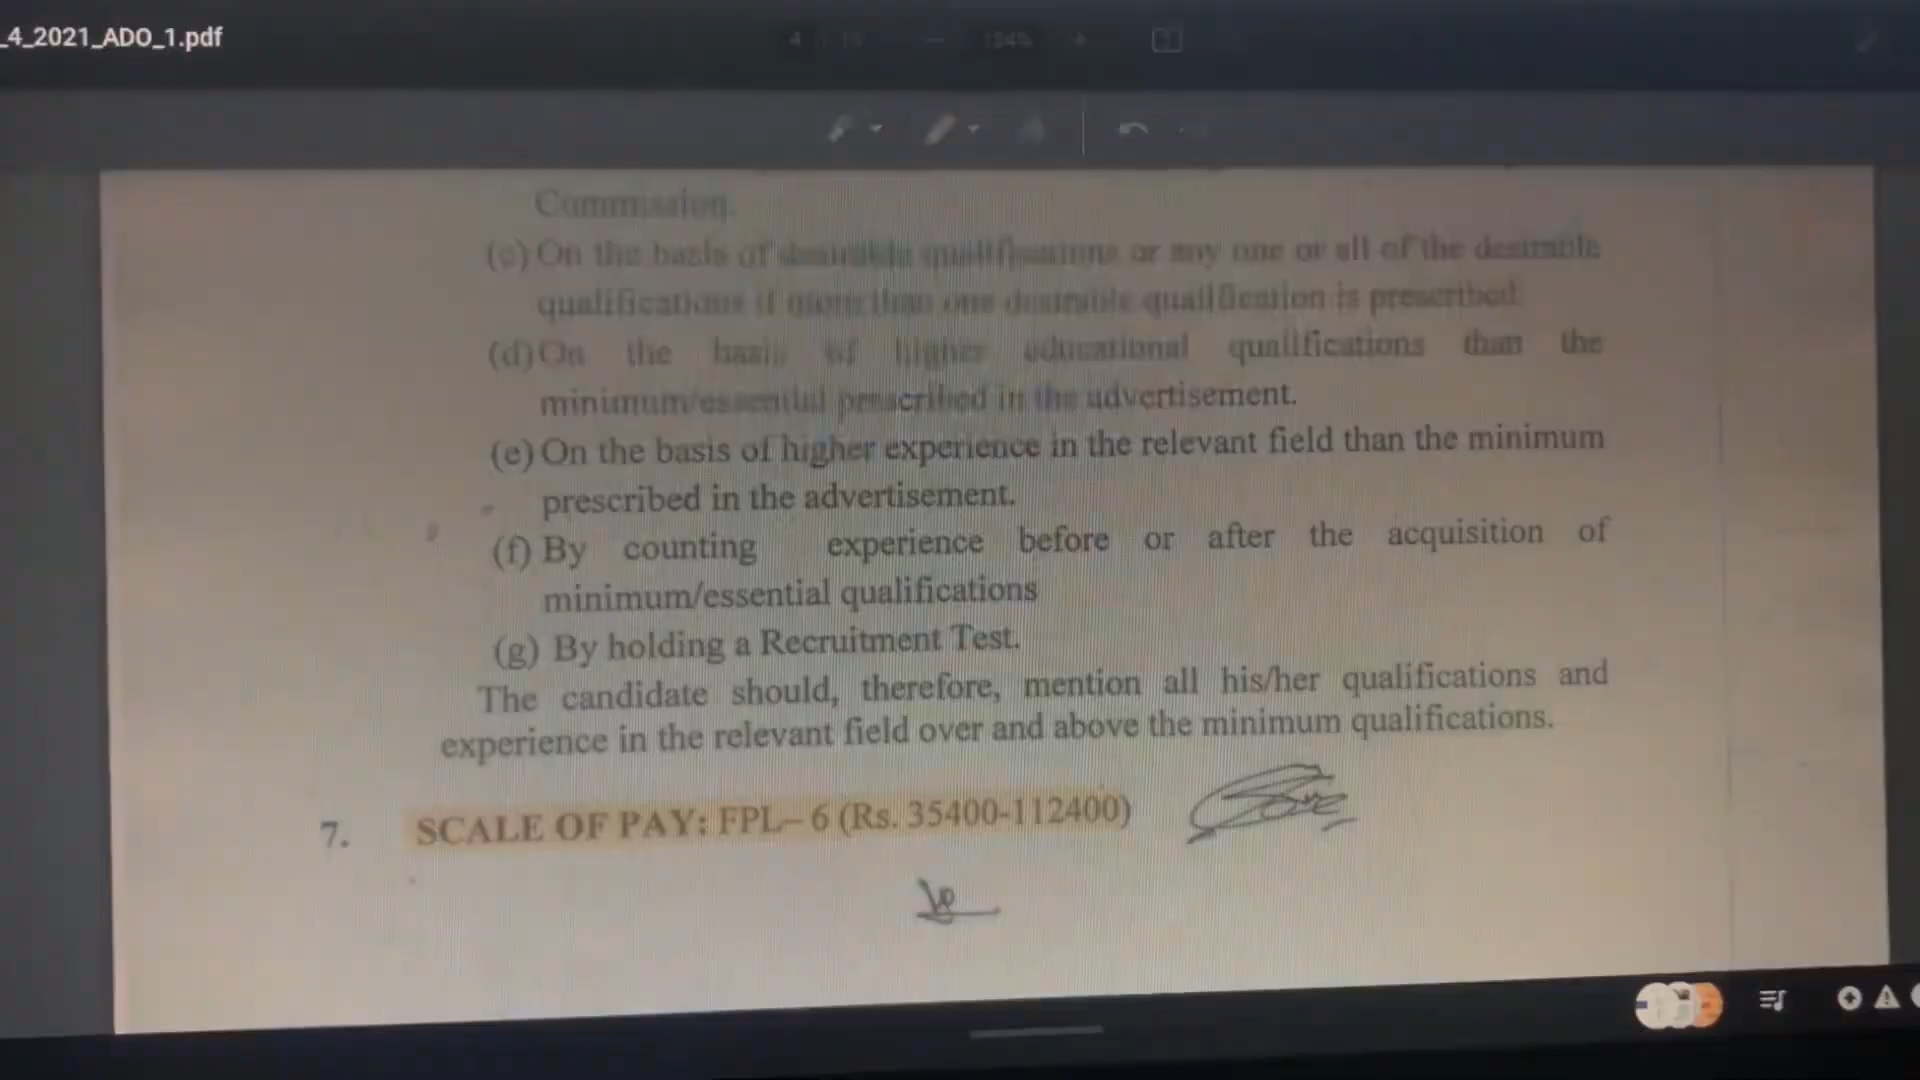 _4_2021_ADO_1.pdf
Commission.
(c) On the basis of desirable qualifications or any one or all of the desirable
qualifications if more than one desirable qualification is prescribed
(d) On the basis of higher educational qualifications than the
minimum/essential prescribed in the advertisement.
(e) On the basis of higher experience in the relevant field than the minimum
prescribed in the advertisement.
(f) By counting experience before or after the acquisition of
minimum/essential qualifications
(g) By holding a Recruitment Test.
The candidate should, therefore, mention all his/her qualifications and
experience in the relevant field over and above the minimum qualifications.
7. SCALE OF PAY: FPL– 6 (Rs. 35400-112400)